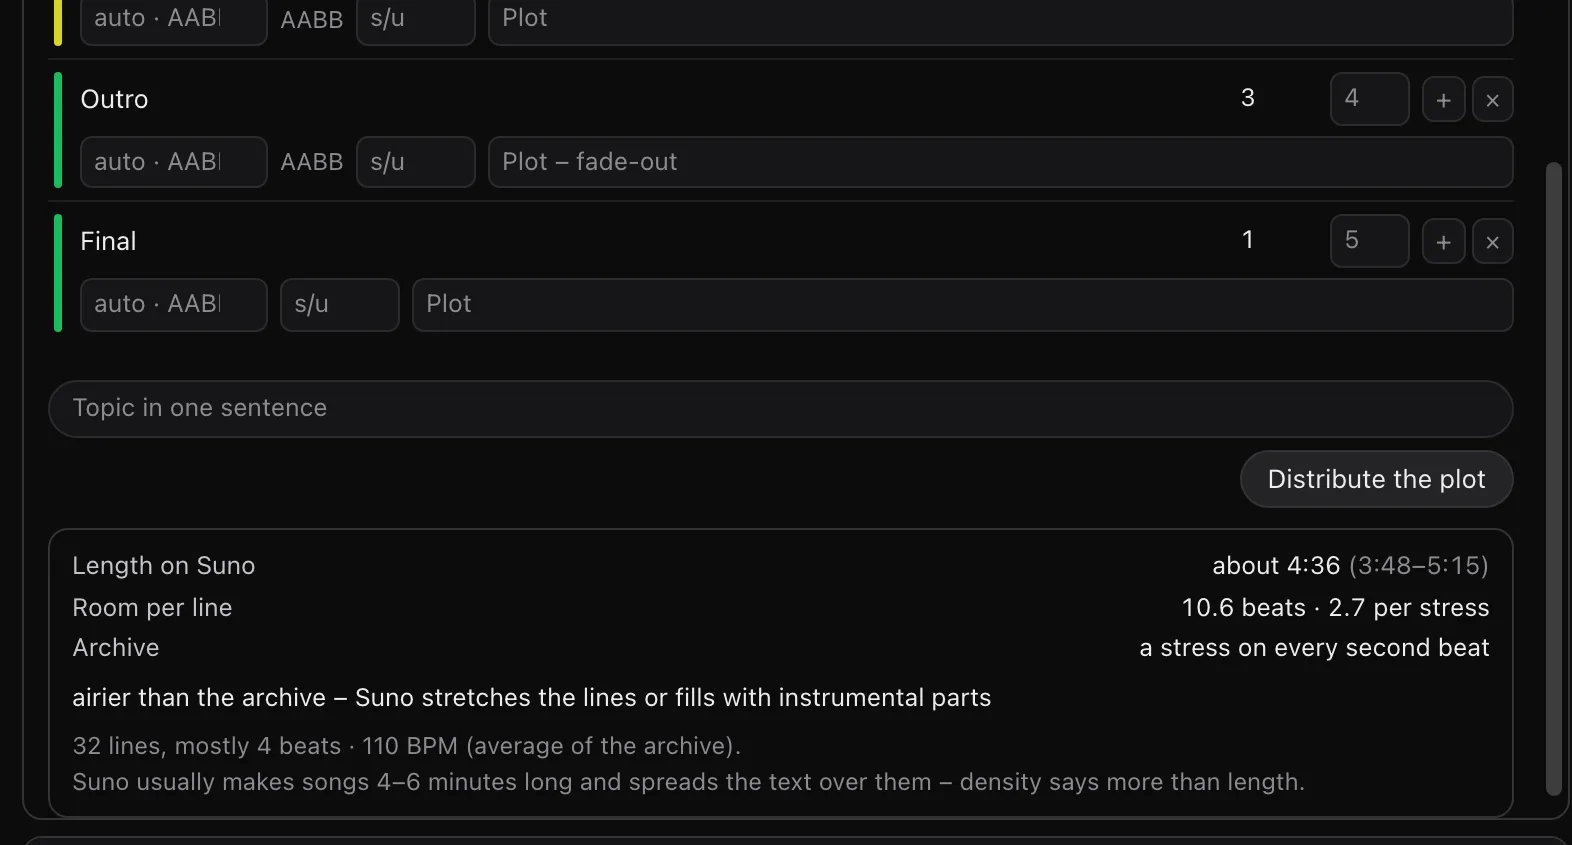 auto · AAB AABB s/u Plot
Outro 3 4 + ×
auto · AAB AABB s/u Plot – fade-out
Final 1 5 + ×
auto · AAB s/u Plot
Topic in one sentence
Distribute the plot
Length on Suno about 4:36 (3:48–5:15)
Room per line 10.6 beats · 2.7 per stress
Archive a stress on every second beat
airier than the archive – Suno stretches the lines or fills with instrumental parts
32 lines, mostly 4 beats · 110 BPM (average of the archive).
Suno usually makes songs 4–6 minutes long and spreads the text over them – density says more than length.